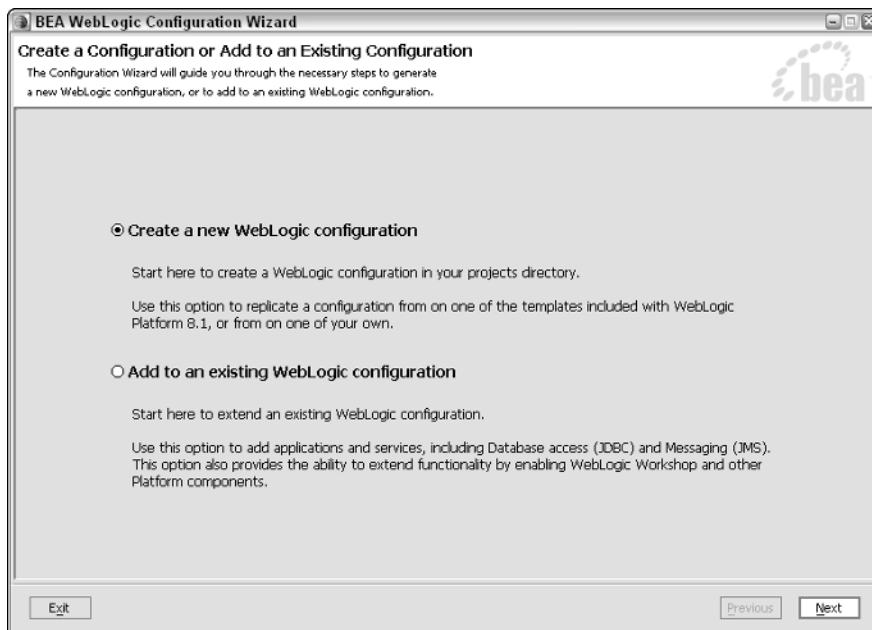 BEA WebLogic Configuration Wizard
Create a Configuration or Add to an Existing Configuration
The Configuration Wizard will guide you through the necessary steps to generate
a new WebLogic configuration, or to add to an existing WebLogic configuration.
bea
Create a new WebLogic configuration
Start here to create a WebLogic configuration in your projects directory.
Use this option to replicate a configuration from on one of the templates included with WebLogic
Platform 8.1, or from on one of your own.
Add to an existing WebLogic configuration
Start here to extend an existing WebLogic configuration.
Use this option to add applications and services, including Database access (JDBC) and Messaging (JMS).
This option also provides the ability to extend functionality by enabling WebLogic Workshop and other
Platform components.
Exit
Previous
Next